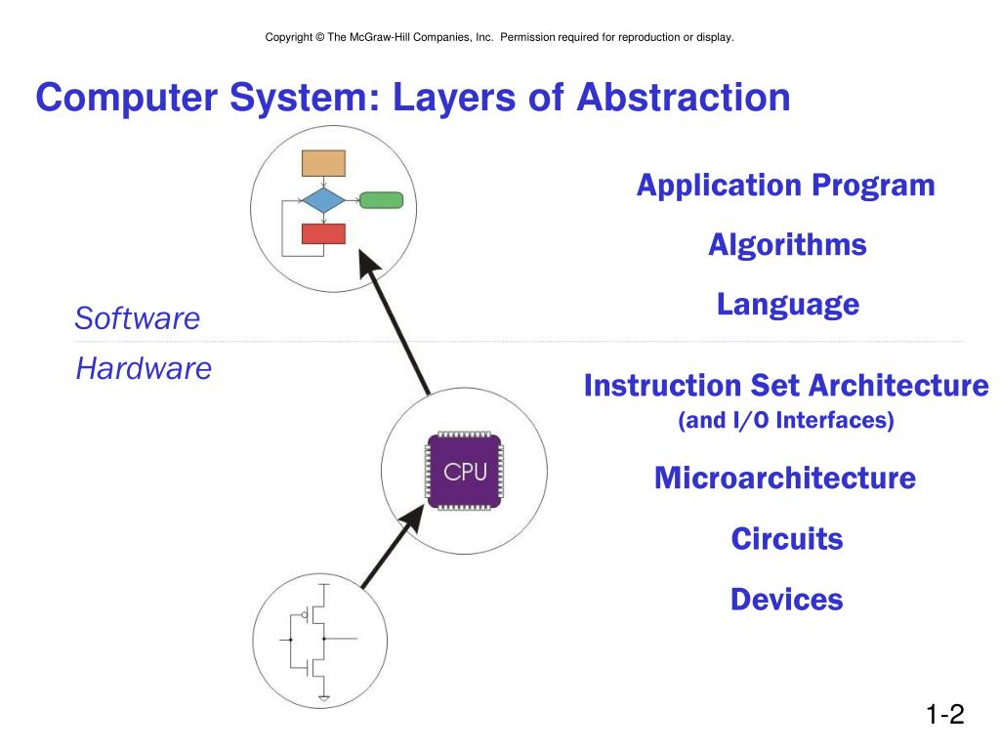 Copyright © The McGraw-Hill Companies, Inc. Permission required for reproduction or display.
Computer System: Layers of Abstraction
Application Program
Algorithms
Language
Software
Hardware
Instruction Set Architecture
(and I/O Interfaces)
CPU
Microarchitecture
Circuits
Devices
1-2